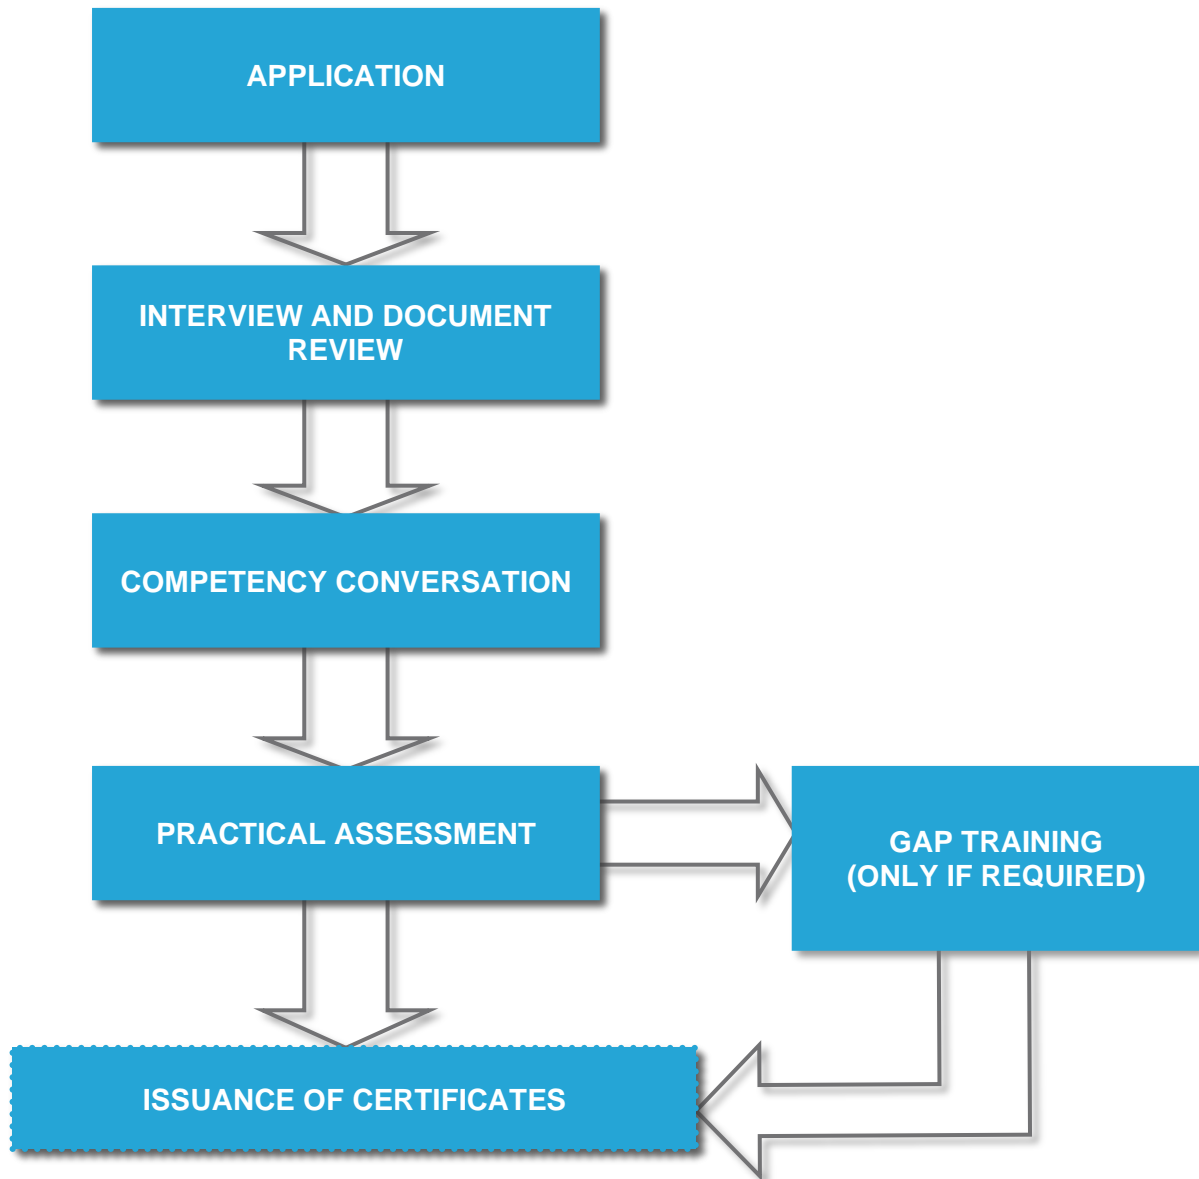 APPLICATION
INTERVIEW AND DOCUMENT
REVIEW
COMPETENCY CONVERSATION
PRACTICAL ASSESSMENT
GAP TRAINING
(ONLY IF REQUIRED)
ISSUANCE OF CERTIFICATES